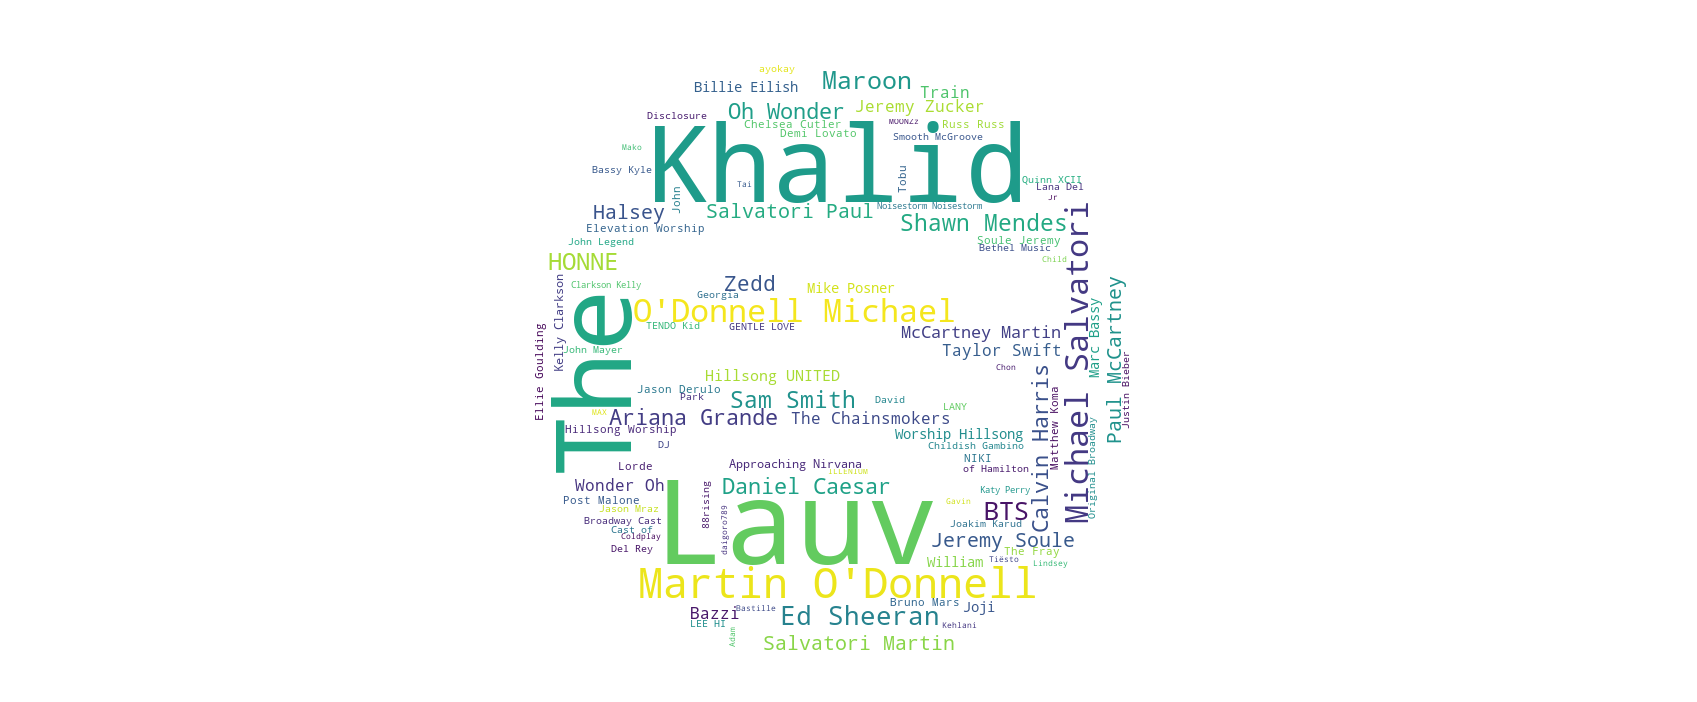 ayokay
Maroon
Billie Eilish
Train
Jeremy Zucker
Oh Wonder
Disclosure
Chelsea Cutler
MOONZz
Russ Russ
Demi Lovato
Smooth McGroove
Mako
Khalid
Bassy Kyle
Tai
Tobu
Quinn XCII
Lana Del
Jr
John
Noisestorm Noisestorm
Halsey
Salvatori Paul
Shawn Mendes
Elevation Worship
John Legend
Soule Jeremy
Bethel Music
Child
HONNE
Michael Salvatori
Zedd
Clarkson Kelly
Mike Posner
Georgia
Kelly Clarkson
O'Donnell Michael
TENDO Kid
GENTLE LOVE
McCartney Martin
Marc Bassy
Paul McCartney
John Mayer
Taylor Swift
Ellie Goulding
The
Chon
Hillsong UNITED
Jason Derulo
Park
Sam Smith
David
LANY
Justin Bieber
MAX
Ariana Grande
The Chainsmokers
Calvin Harris
Matthew Koma
Hillsong Worship
Worship Hillsong
DJ
Childish Gambino
Original Broadway
NIKI
Lorde
Approaching Nirvana
of Hamilton
ILLENIUM
Wonder Oh
Daniel Caesar
Katy Perry
Post Malone
Gavin
Jason Mraz
88rising
BTS
Broadway Cast
Lauv
Joakim Karud
Cast of
Coldplay
daigoro789
Jeremy Soule
Del Rey
The Fray
William
Tiësto
Lindsey
Martin O'Donnell
Bruno Mars
Bastille
Joji
Bazzi
Ed Sheeran
LEE HI
Kehlani
Adam
Salvatori Martin